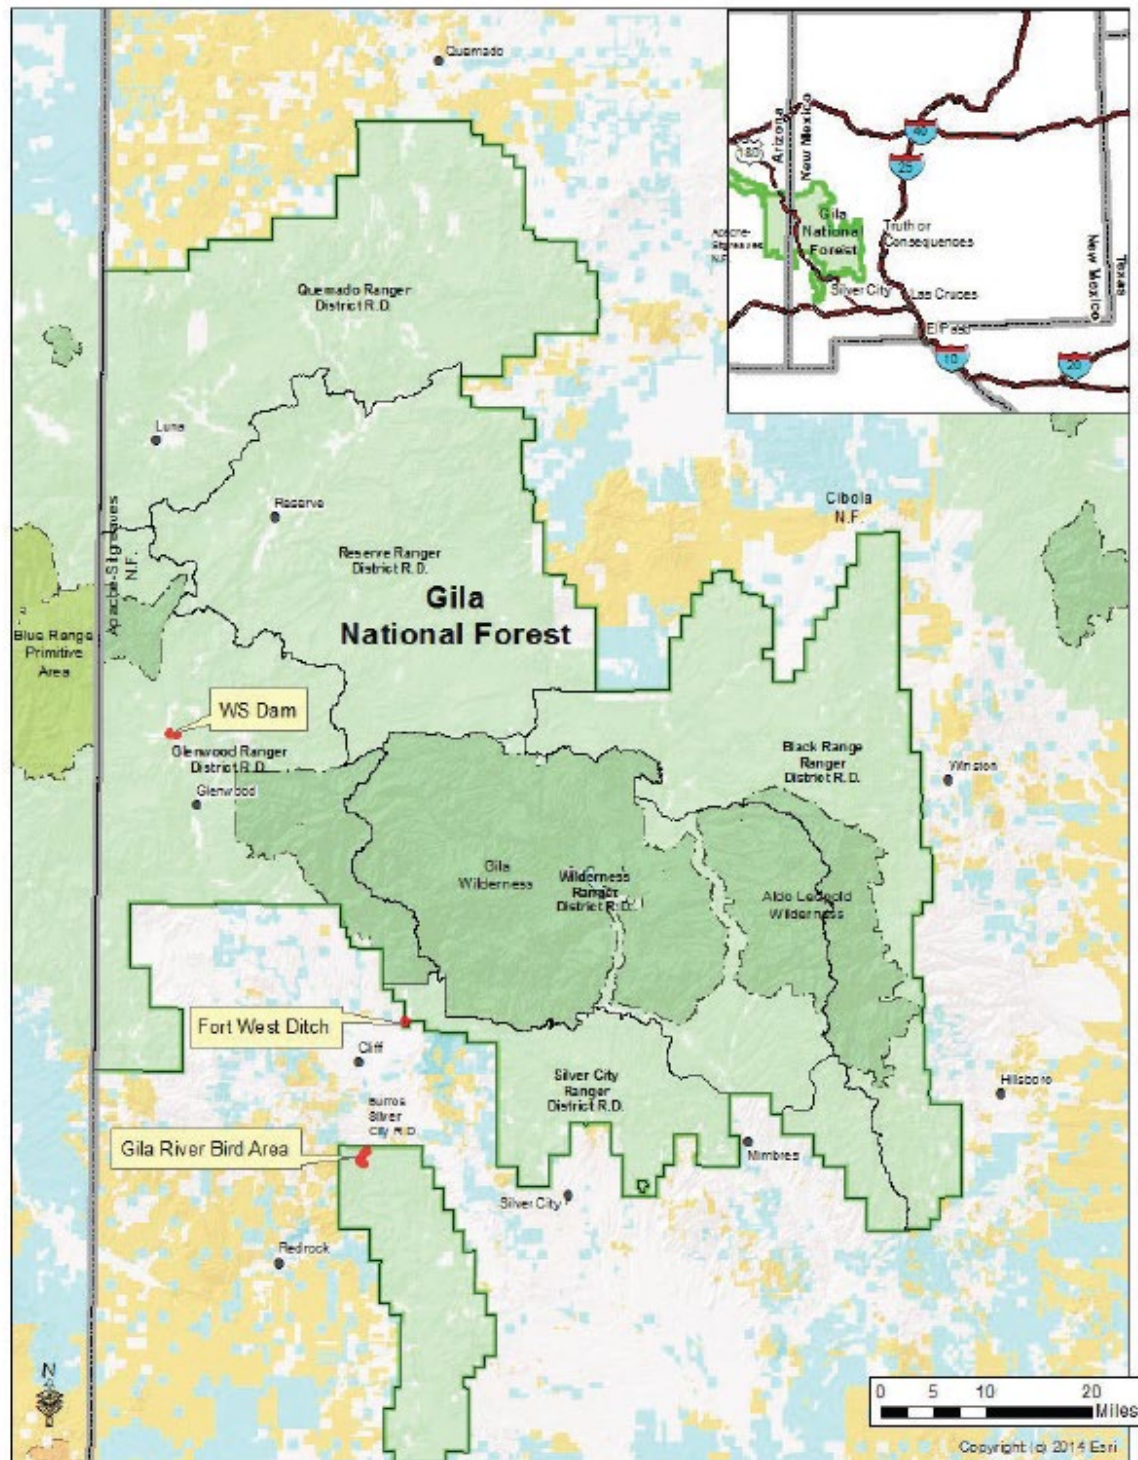 Quemado
40
180
Arizona
New Mexico
25
Gila
National
Forest
Apache-
Sitgreaves
N.F.
Truth or
Consequences
New Mexico
Texas
Silver City
Las Cruces
El Paso
10
20
Quemado Ranger
District R.D.
Luna
Reserve
Apache-Sitgreaves
N.F.
Reserve Ranger
District R.D.
Cibola
N.F.
Gila
National Forest
Blue Range
Primitive
Area
WS Dam
Glenwood Ranger
District R.D.
Glenwood
Black Range
Ranger
District R.D.
Winston
Gila
Wilderness
Wilderness
Ranger
District R.D.
Aldo Leopold
Wilderness
Fort West Ditch
Cliff
Silver City
Ranger
District R.D.
Hillsboro
Burros
Silver
City R.D.
Gila River Bird Area
Mimbres
Silver City
Redrock
N
0 5 10 20
Miles
Copyright (c) 2014 Esri